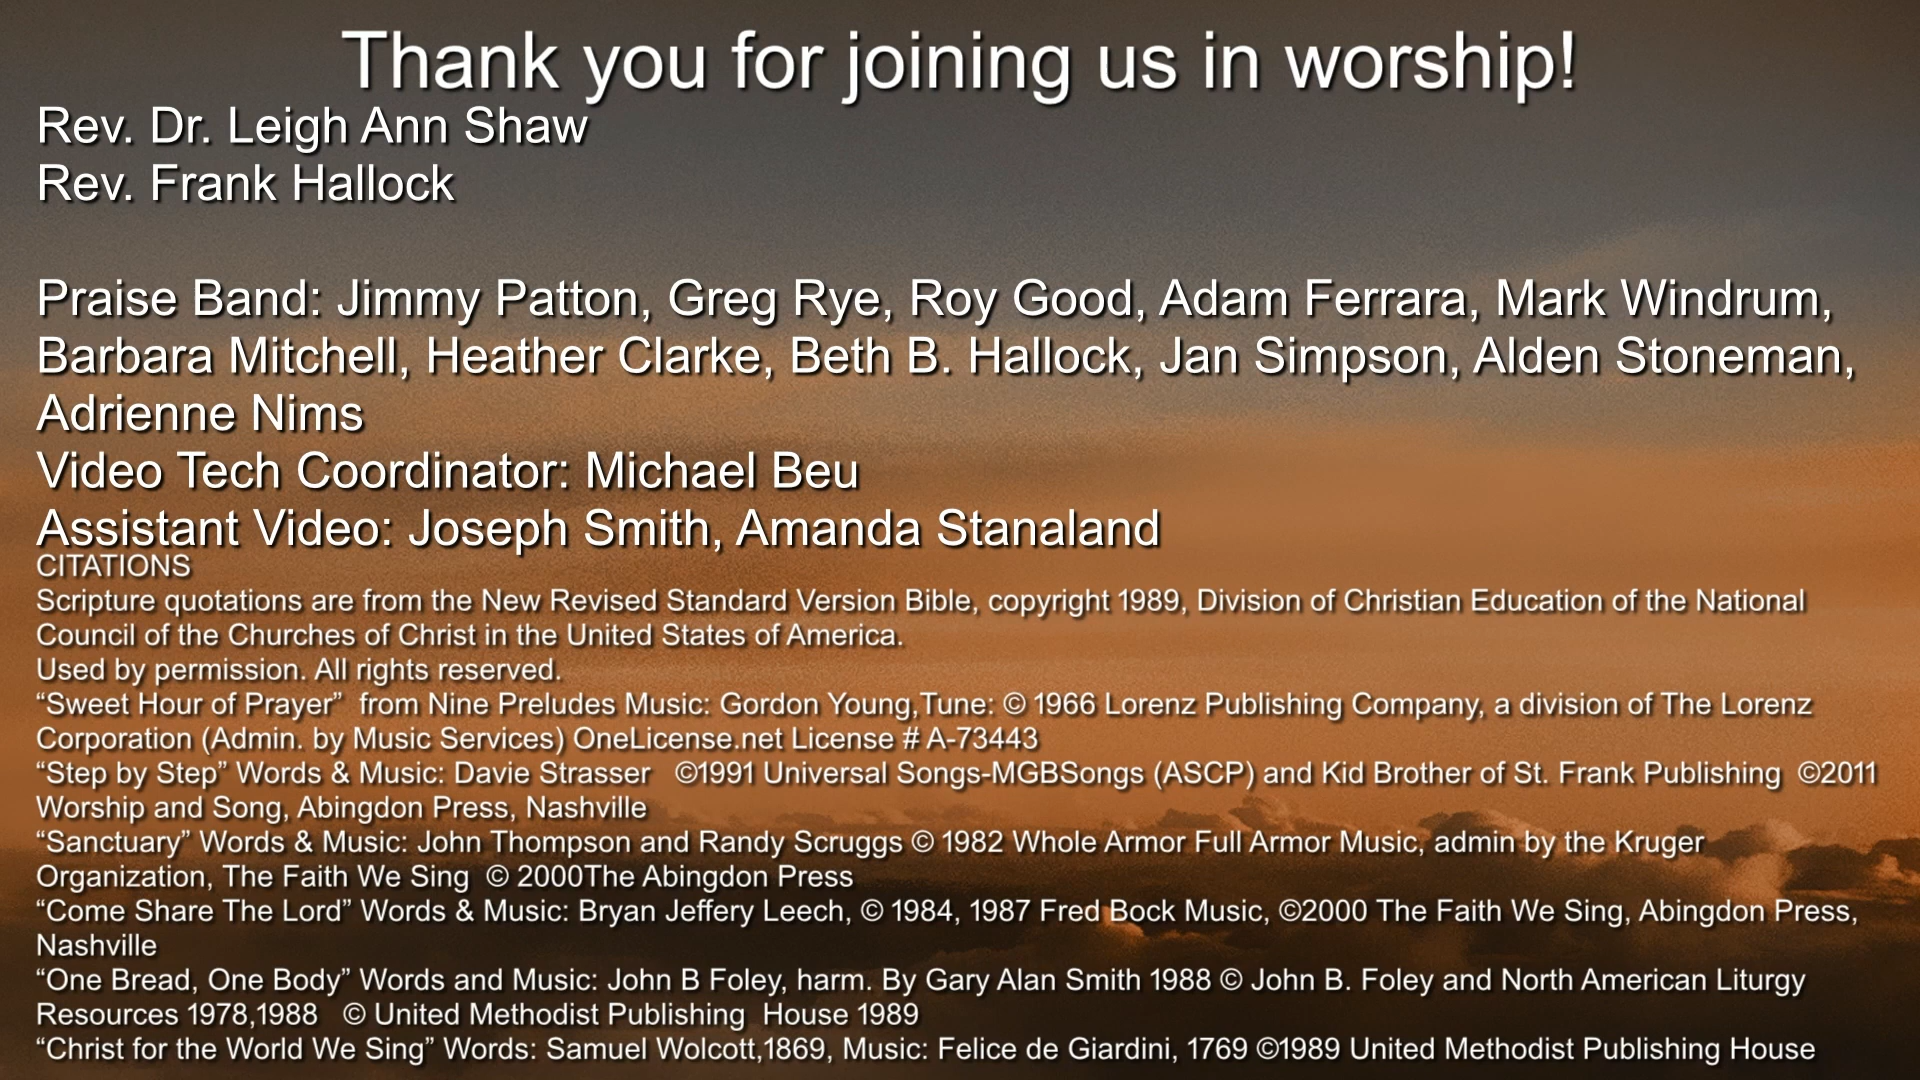 Thank you for joining us in worship!
Rev. Dr. Leigh Ann Shaw
Rev. Frank Hallock
Praise Band: Jimmy Patton, Greg Rye, Roy Good, Adam Ferrara, Mark Windrum,
Barbara Mitchell, Heather Clarke, Beth B. Hallock, Jan Simpson, Alden Stoneman,
Adrienne Nims
Video Tech Coordinator: Michael Beu
Assistant Video: Joseph Smith, Amanda Stanaland
CITATIONS
Scripture quotations are from the New Revised Standard Version Bible, copyright 1989, Division of Christian Education of the National
Council of the Churches of Christ in the United States of America.
Used by permission. All rights reserved.
“Sweet Hour of Prayer”  from Nine Preludes Music: Gordon Young,Tune: © 1966 Lorenz Publishing Company, a division of The Lorenz
Corporation (Admin. by Music Services) OneLicense.net License # A-73443
“Step by Step” Words & Music: Davie Strasser   ©1991 Universal Songs-MGBSongs (ASCP) and Kid Brother of St. Frank Publishing  ©2011
Worship and Song, Abingdon Press, Nashville
“Sanctuary” Words & Music: John Thompson and Randy Scruggs © 1982 Whole Armor Full Armor Music, admin by the Kruger
Organization, The Faith We Sing  © 2000The Abingdon Press
“Come Share The Lord” Words & Music: Bryan Jeffery Leech, © 1984, 1987 Fred Bock Music, ©2000 The Faith We Sing, Abingdon Press,
Nashville
“One Bread, One Body” Words and Music: John B Foley, harm. By Gary Alan Smith 1988 © John B. Foley and North American Liturgy
Resources 1978,1988   © United Methodist Publishing  House 1989
“Christ for the World We Sing” Words: Samuel Wolcott,1869, Music: Felice de Giardini, 1769 ©1989 United Methodist Publishing House